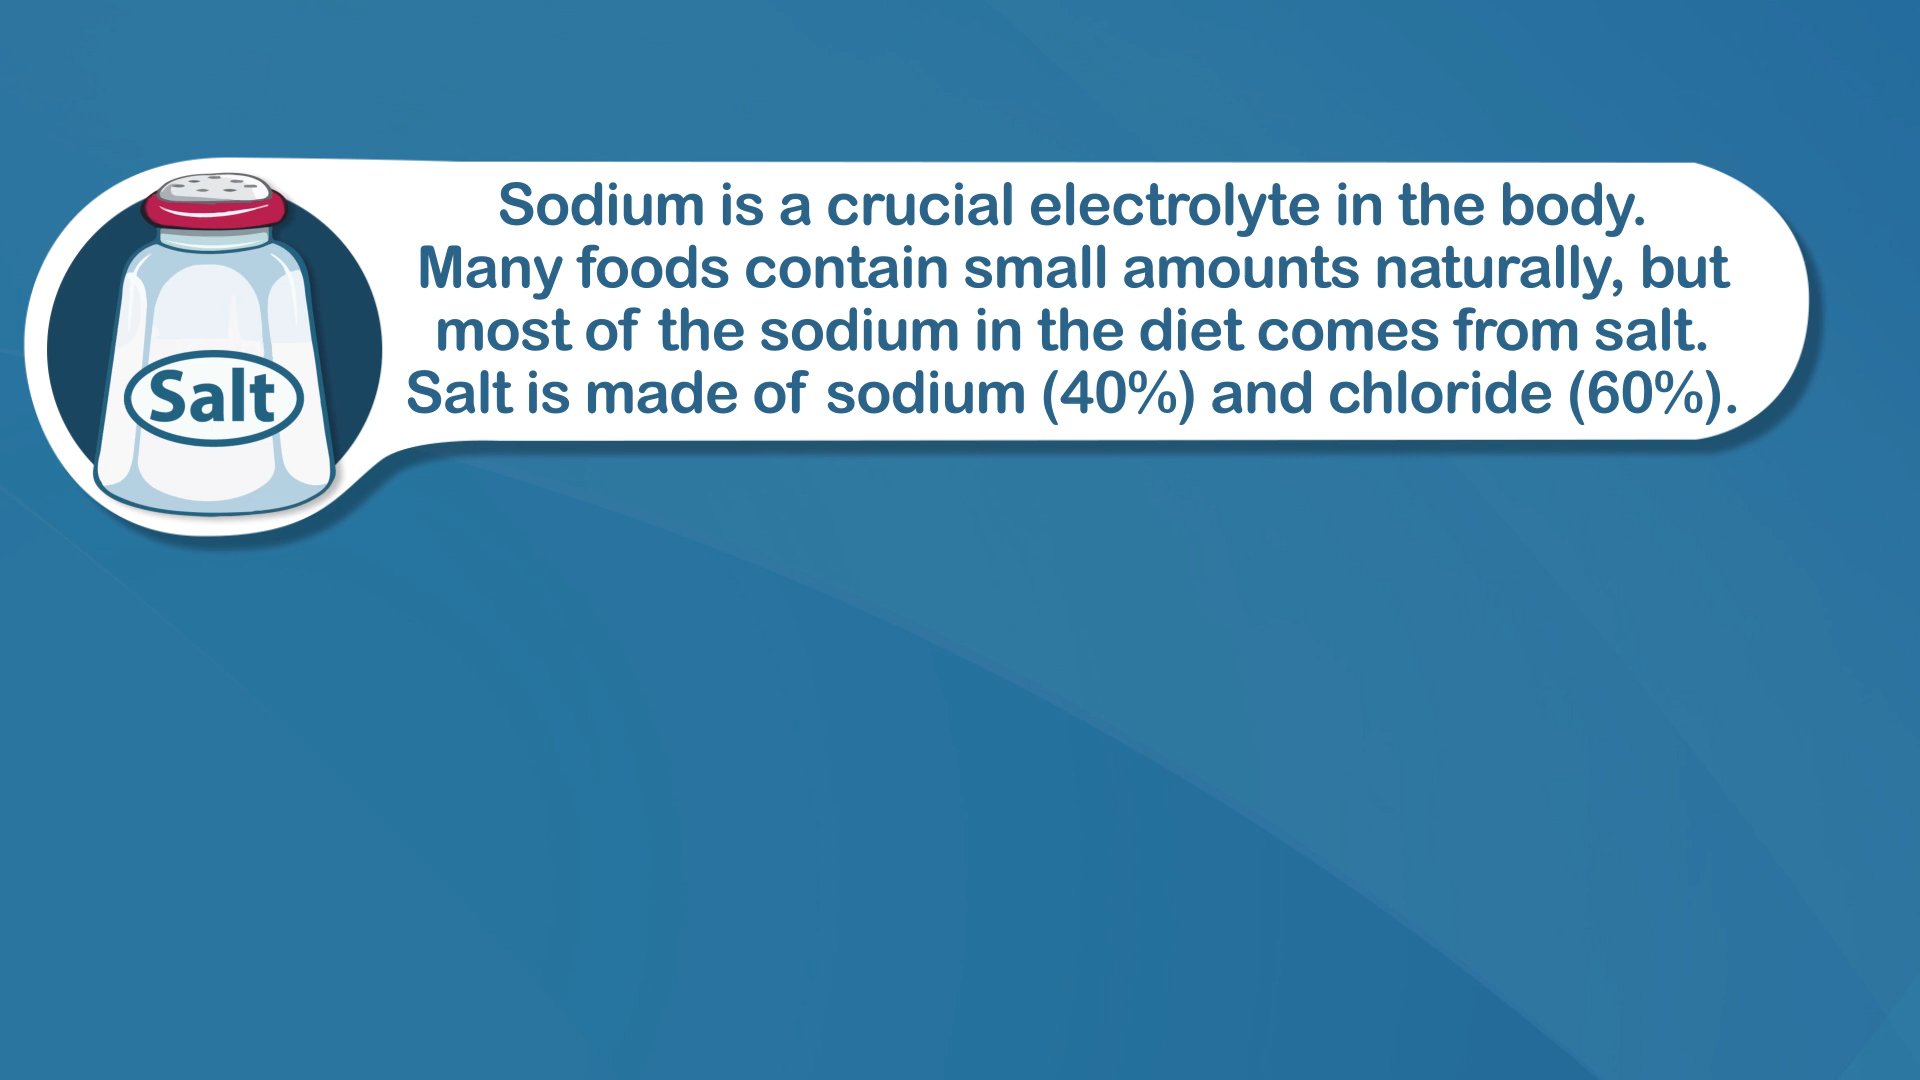 Salt
Sodium is a crucial electrolyte in the body.
Many foods contain small amounts naturally, but
most of the sodium in the diet comes from salt.
Salt is made of sodium (40%) and chloride (60%).